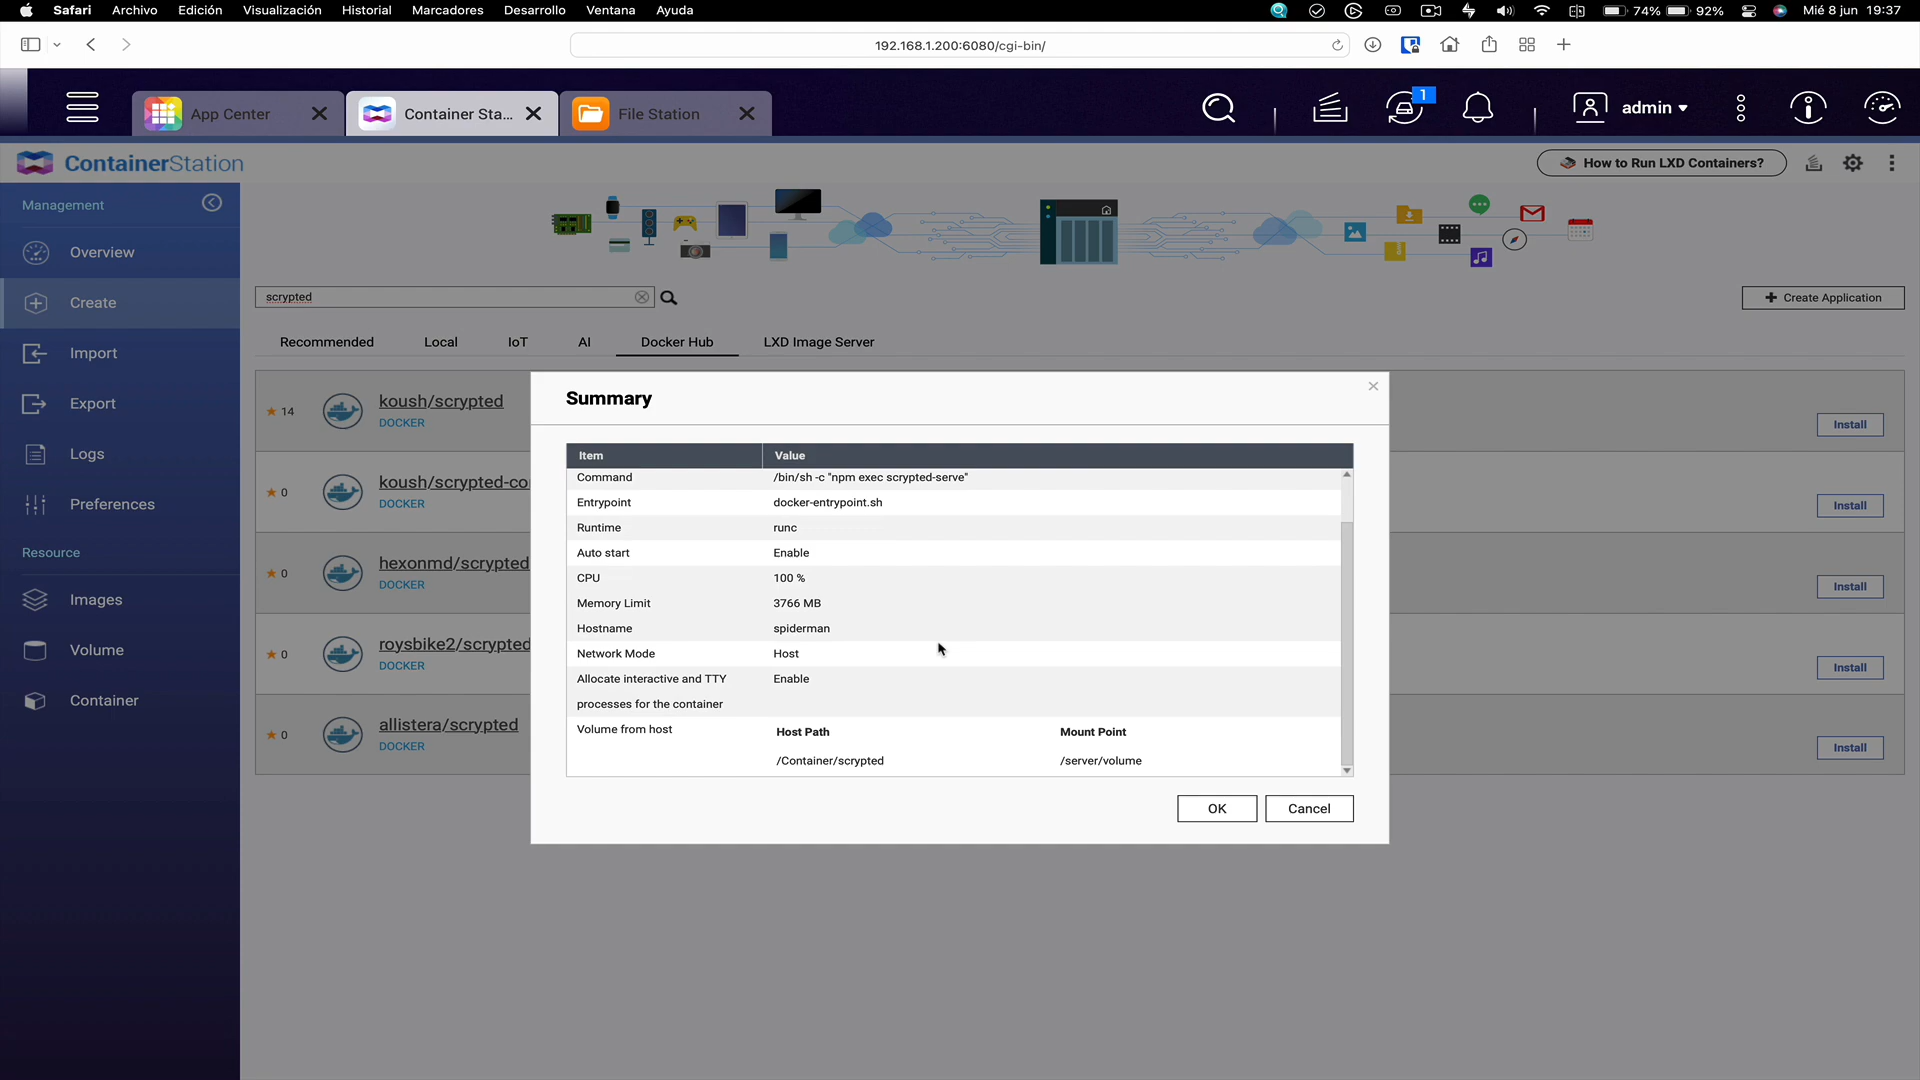 Safari Archivo Edición Visualización Historial Marcadores Desarrollo Ventana Ayuda 74% 92% Mié 8 jun 19:37
192.168.1.200:6080/cgi-bin/
App Center Container Sta... File Station 1 admin
ContainerStation How to Run LXD Containers?
Management
Overview
Create
Import
Export
Logs
Preferences
Resource
Images
Volume
Container
scrypted + Create Application
Recommended Local IoT AI Docker Hub LXD Image Server
14 koush/scrypted Install
DOCKER
0 koush/scrypted-co Install
DOCKER
0 hexonmd/scrypted Install
DOCKER
0 roysbike2/scrypted Install
DOCKER
0 allistera/scrypted Install
DOCKER
Summary
Item Value
Command /bin/sh -c "npm exec scrypted-serve"
Entrypoint docker-entrypoint.sh
Runtime runc
Auto start Enable
CPU 100 %
Memory Limit 3766 MB
Hostname spiderman
Network Mode Host
Allocate interactive and TTY Enable
processes for the container
Volume from host Host Path Mount Point
/Container/scrypted /server/volume
OK Cancel